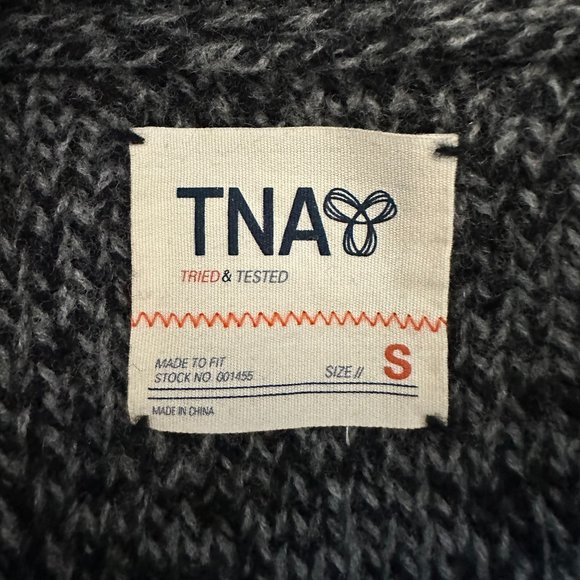 TNA
TRIED & TESTED
MADE TO FIT
STOCK NO. 001455
SIZE // S
MADE IN CHINA